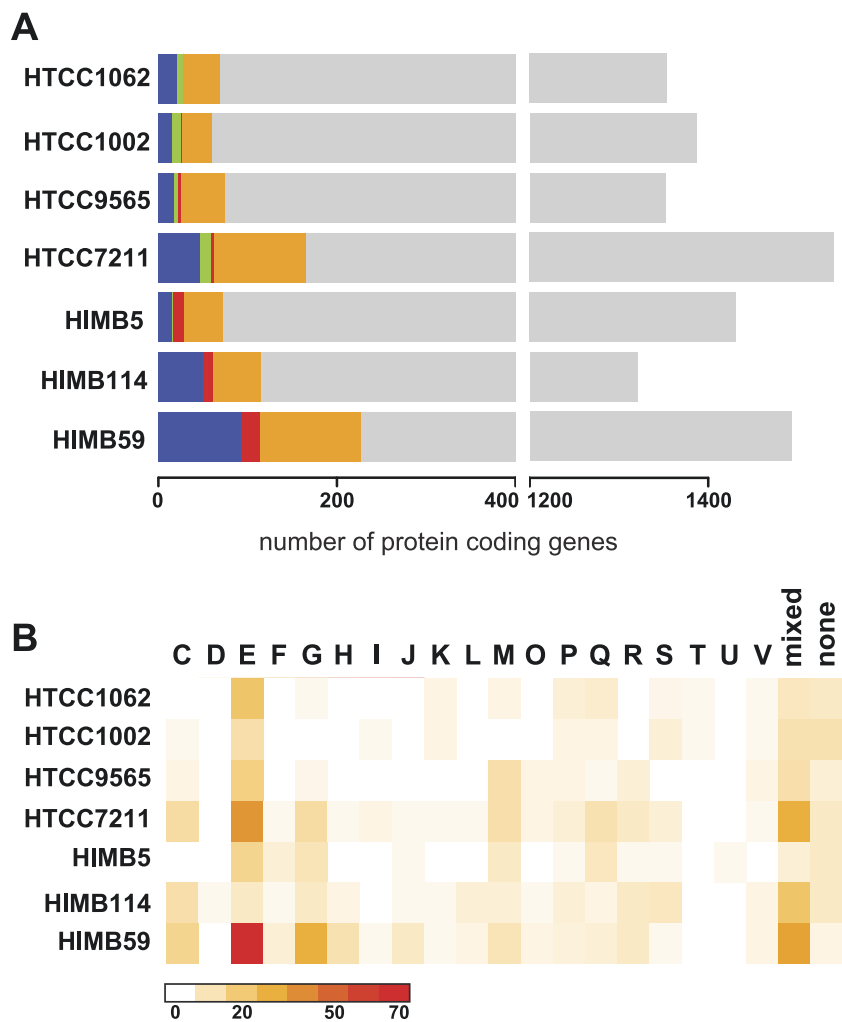 A
HTCC1062
HTCC1002
HTCC9565
HTCC7211
HIMB5
HIMB114
HIMB59
0 200 400 1200 1400
number of protein coding genes
B
C D E F G H I J K L M O P Q R S T U V mixed none
HTCC1062
HTCC1002
HTCC9565
HTCC7211
HIMB5
HIMB114
HIMB59
0 20 50 70